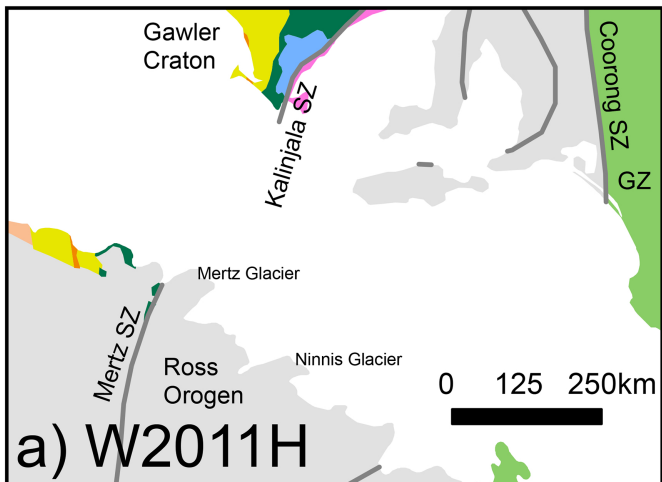 Gawler
Craton
Coorong SZ
Kalinjala SZ
GZ
Mertz Glacier
Mertz SZ
Ross
Orogen
Ninnis Glacier
0 125 250km
a) W2011H